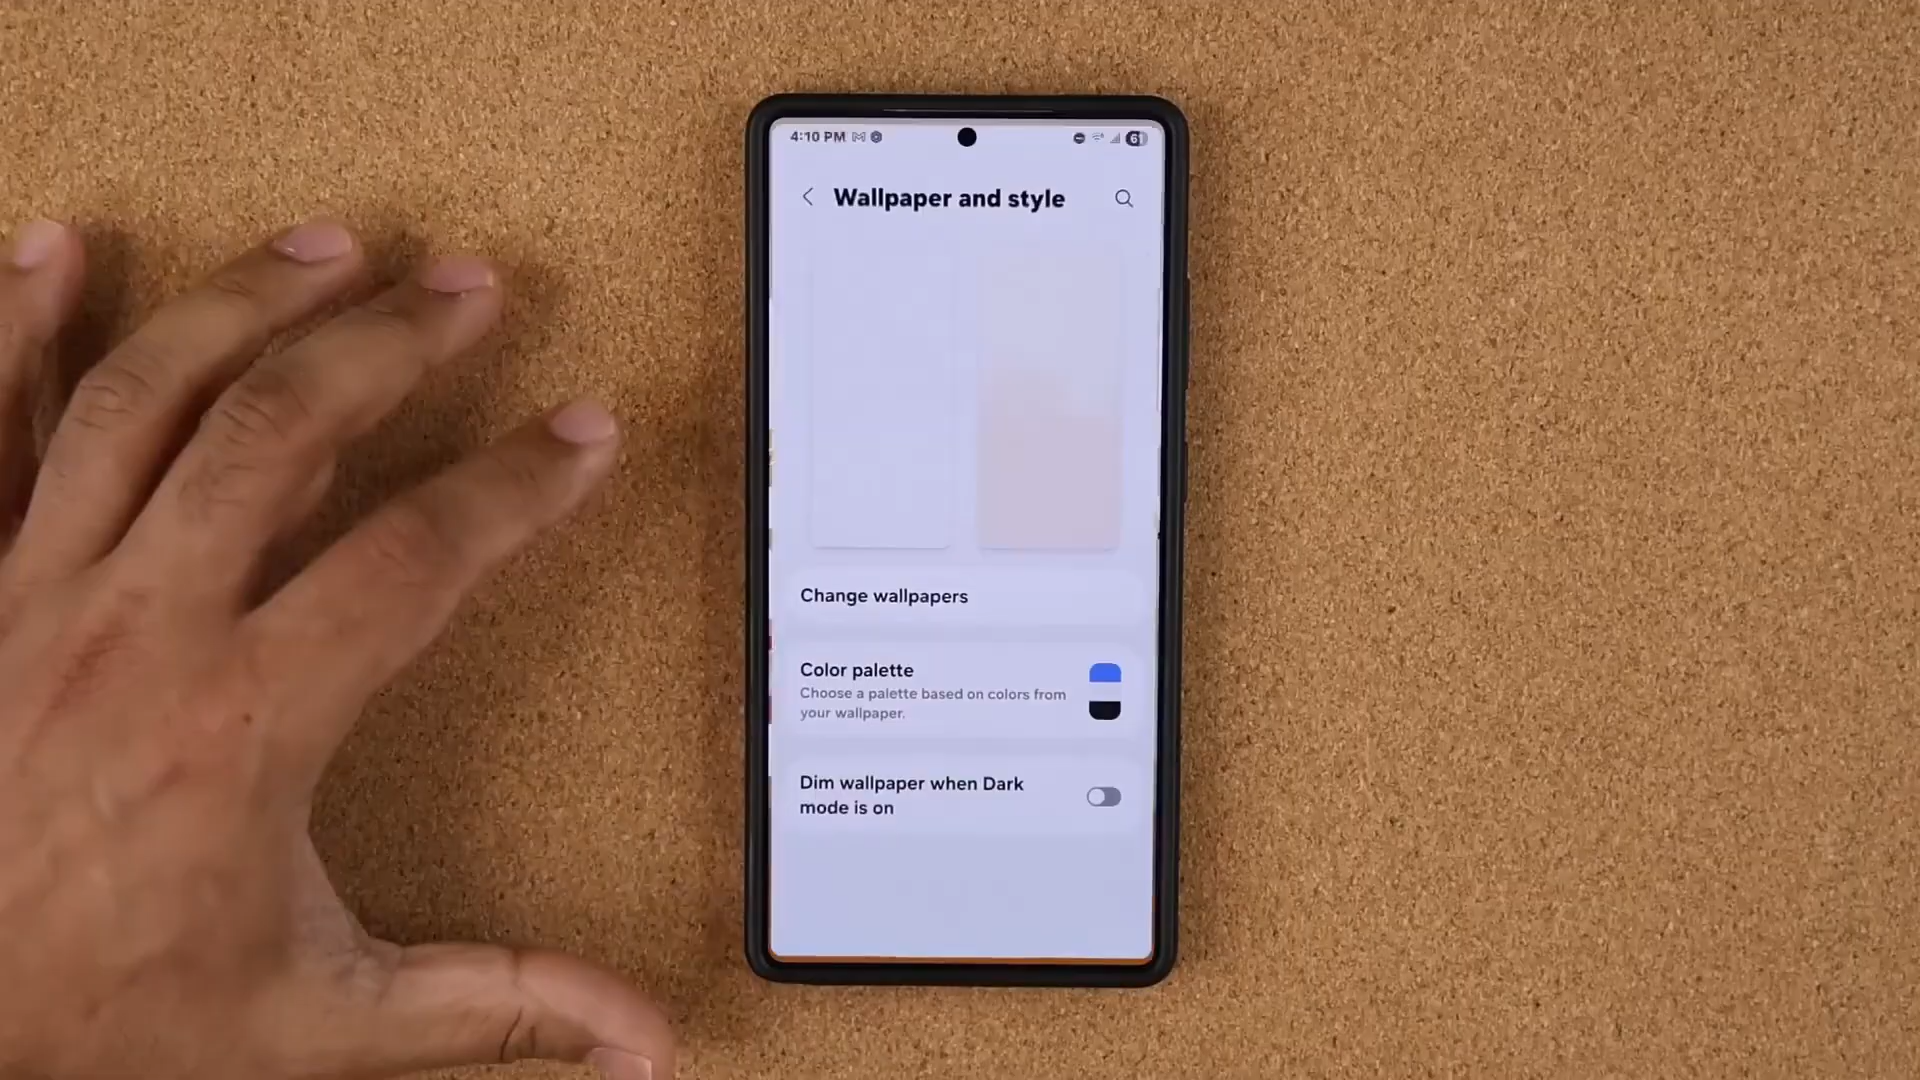 4:10 PM
61
Wallpaper and style
Change wallpapers
Color palette
Choose a palette based on colors from
your wallpaper.
Dim wallpaper when Dark
mode is on